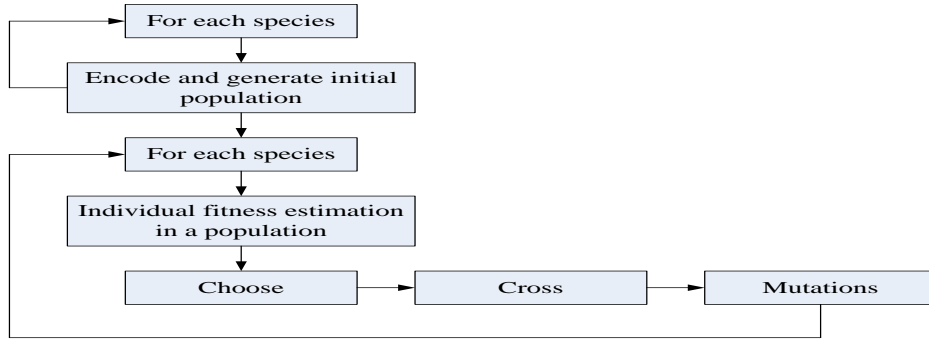 For each species
Encode and generate initial
population
For each species
Individual fitness estimation
in a population
Choose
Cross
Mutations